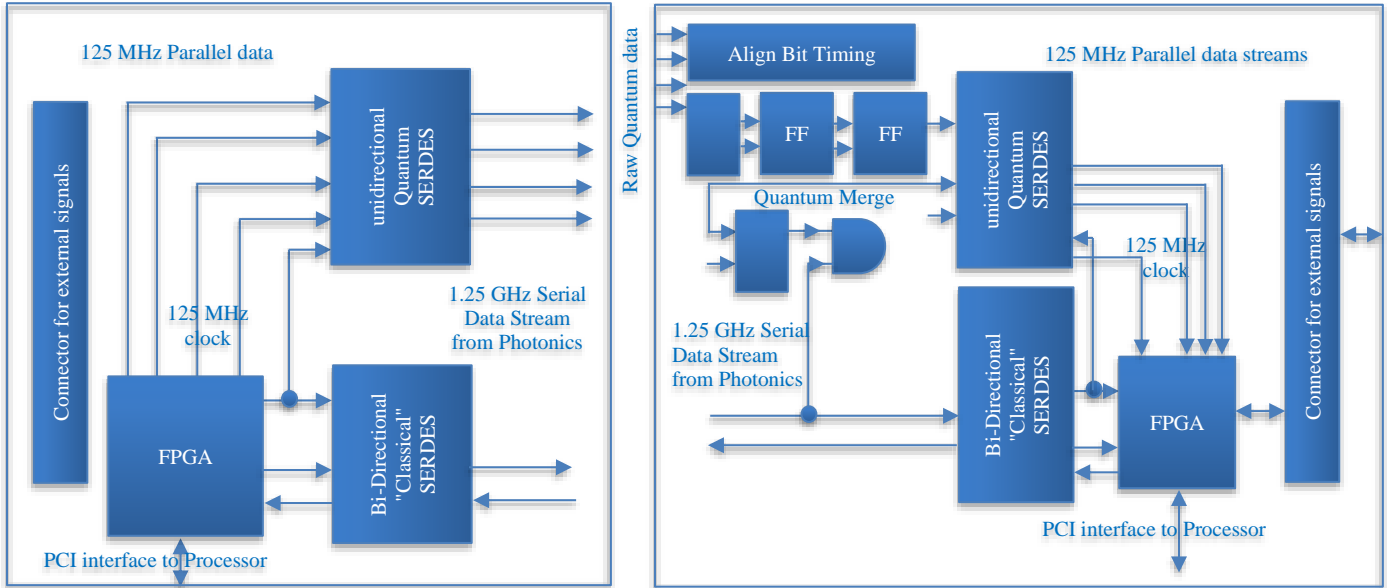 125 MHz Parallel data
Connector for external signals
unidirectional
Quantum
SERDES
125 MHz
clock
1.25 GHz Serial
Data Stream
from Photonics
FPGA
Bi-Directional
"Classical"
SERDES
PCI interface to Processor
Raw Quantum data
Align Bit Timing
125 MHz Parallel data streams
FF
FF
unidirectional
Quantum
SERDES
Quantum Merge
125 MHz
clock
1.25 GHz Serial
Data Stream
from Photonics
Bi-Directional
"Classical"
SERDES
FPGA
Connector for external signals
PCI interface to Processor